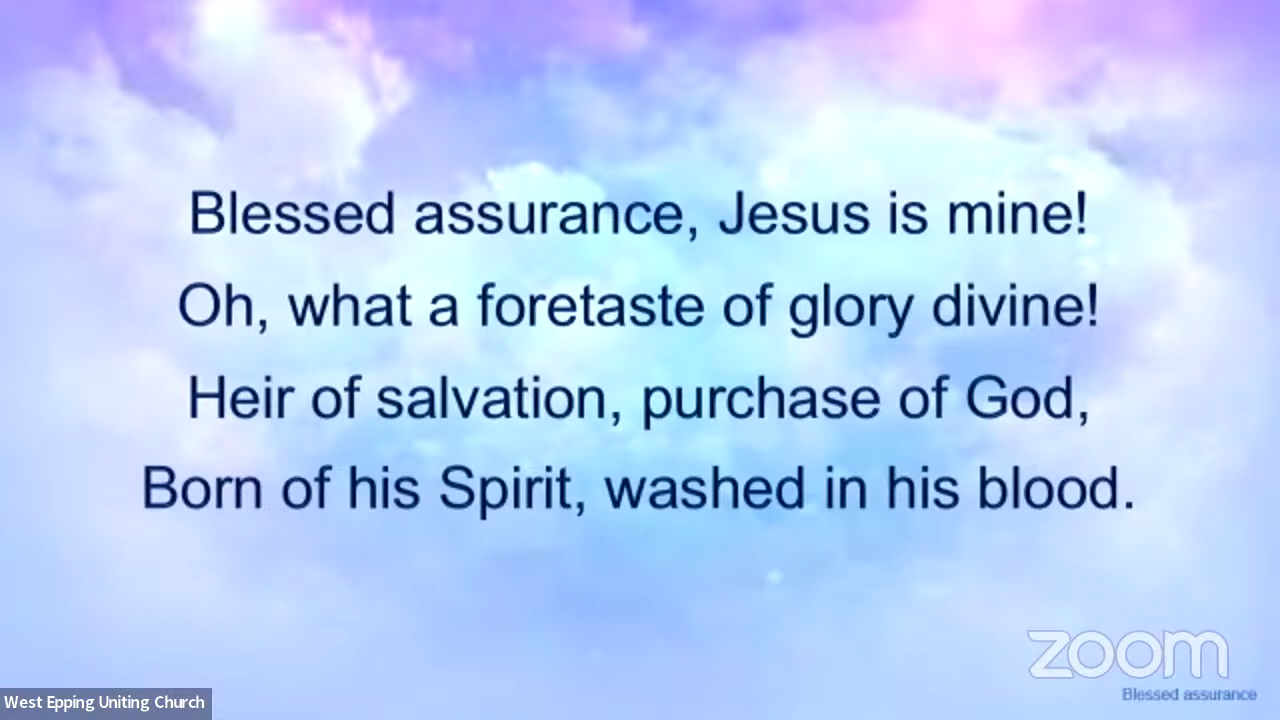 Blessed assurance, Jesus is mine!
Oh, what a foretaste of glory divine!
Heir of salvation, purchase of God,
Born of his Spirit, washed in his blood.
zoom
Blessed assurance
West Epping Uniting Church